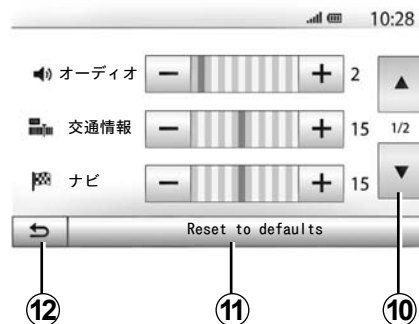 10:28
オーディオ − + 2 ▲
交通情報 − + 15 1/2
ナビ − + 15 ▼
Reset to defaults
12 11 10